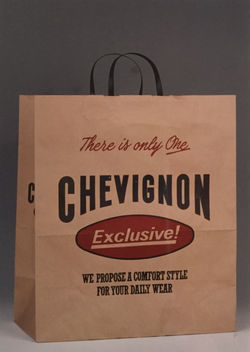 There is only One
CHEVIGNON
Exclusive!
WE PROPOSE A COMFORT STYLE
FOR YOUR DAILY WEAR